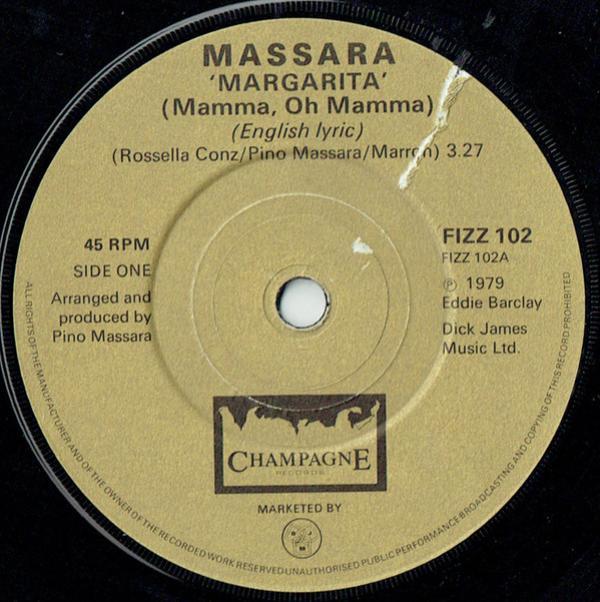 MASSARA
'MARGARITA'
(Mamma, Oh Mamma)
(English lyric)
(Rossella Conz/Pino Massara/Marron) 3.27
45 RPM
SIDE ONE
Arranged and
produced by
Pino Massara
FIZZ 102
FIZZ 102A
℗ 1979
Eddie Barclay
Dick James
Music Ltd.
CHAMPAGNE
RECORDS
MARKETED BY
ALL RIGHTS OF THE MANUFACTURER AND OF THE OWNER OF THE RECORDED WORK RESERVED UNAUTHORISED PUBLIC PERFORMANCE BROADCASTING AND COPYING OF THIS RECORD PROHIBITED